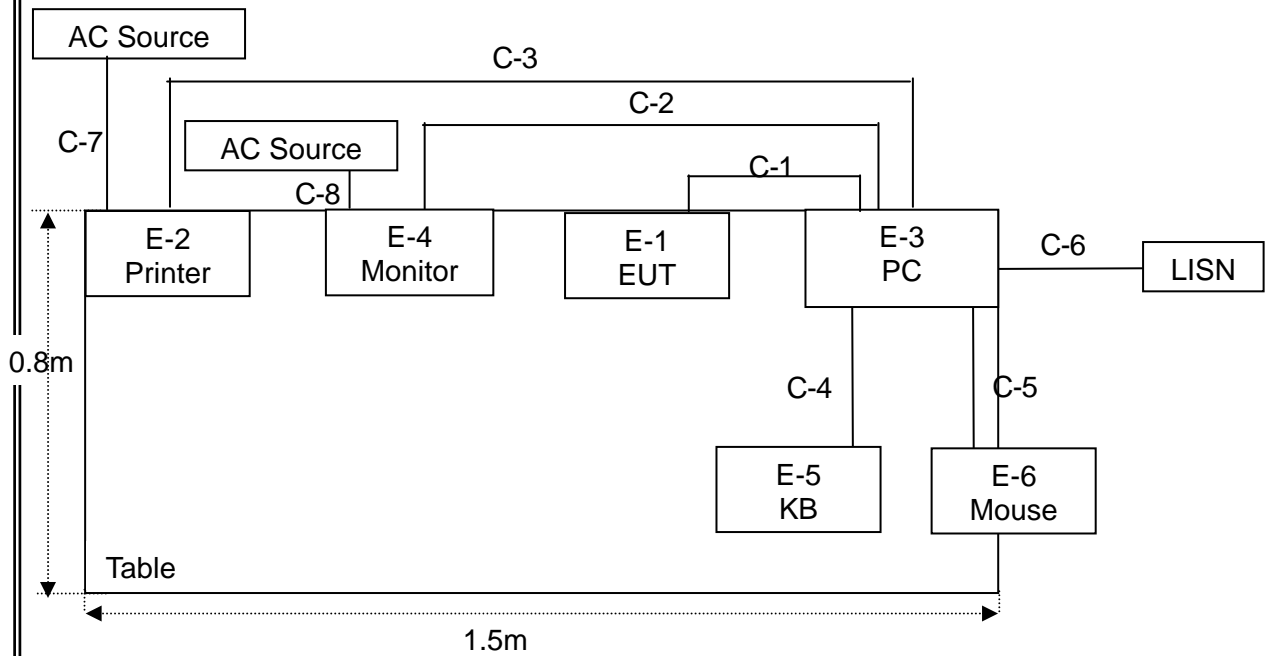 AC Source
C-3
C-2
C-7
AC Source
C-1
C-8
E-2
Printer
E-4
Monitor
E-1
EUT
E-3
PC
C-6
LISN
0.8m
C-4
C-5
E-5
KB
E-6
Mouse
Table
1.5m